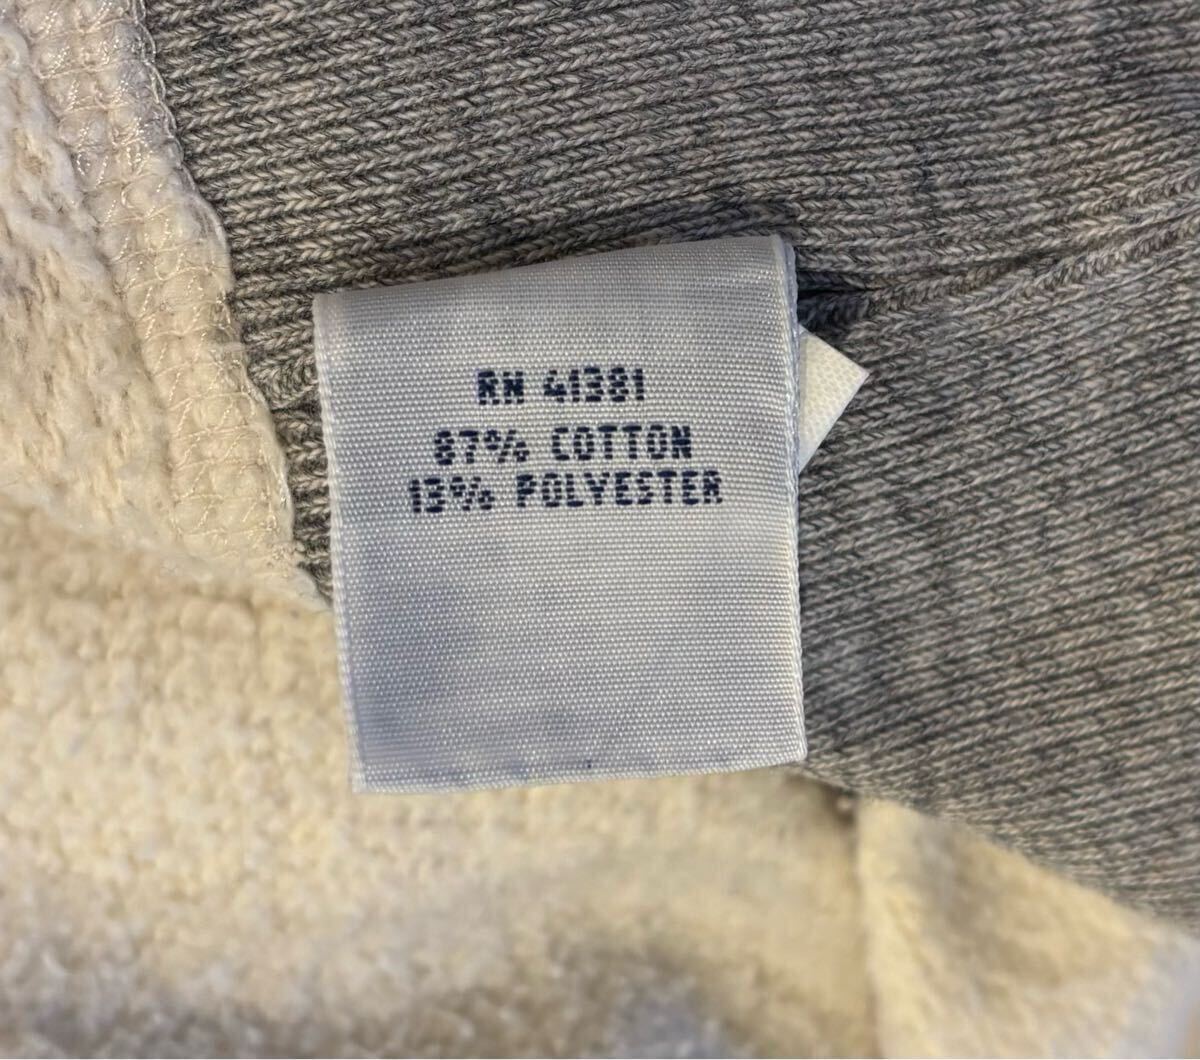 RN 41381
87% COTTON
13% POLYESTER